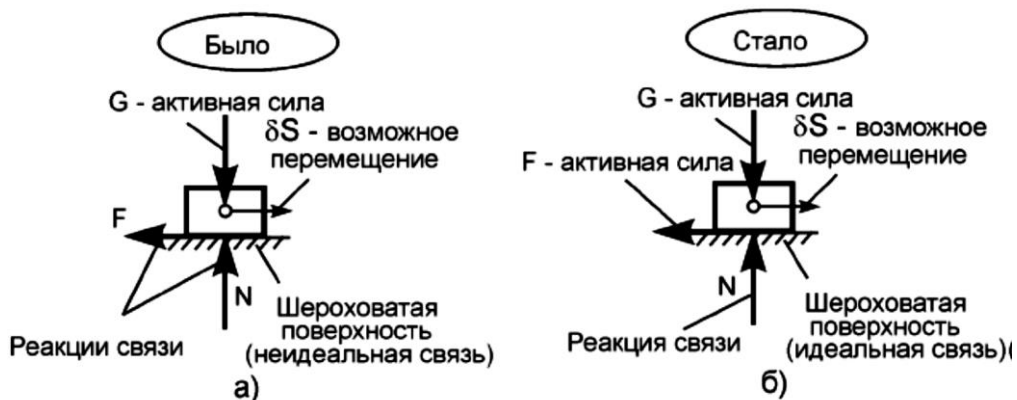 Было
G - активная сила
δS - возможное
перемещение
F
N
Шероховатая
поверхность
(неидеальная связь)
Реакции связи
а)
Стало
G - активная сила
δS - возможное
перемещение
F - активная сила
N
Шероховатая
поверхность
(идеальная связь)(
Реакция связи
б)